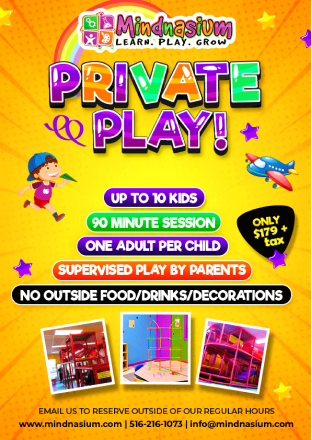 Mindnasium
LEARN. PLAY. GROW
PRIVATE
PLAY!
UP TO 10 KIDS
90 MINUTE SESSION
ONE ADULT PER CHILD
SUPERVISED PLAY BY PARENTS
NO OUTSIDE FOOD/DRINKS/DECORATIONS
ONLY
$179 +
tax
EMAIL US TO RESERVE OUTSIDE OF OUR REGULAR HOURS
www.mindnasium.com | 516-216-1073 | info@mindnasium.com